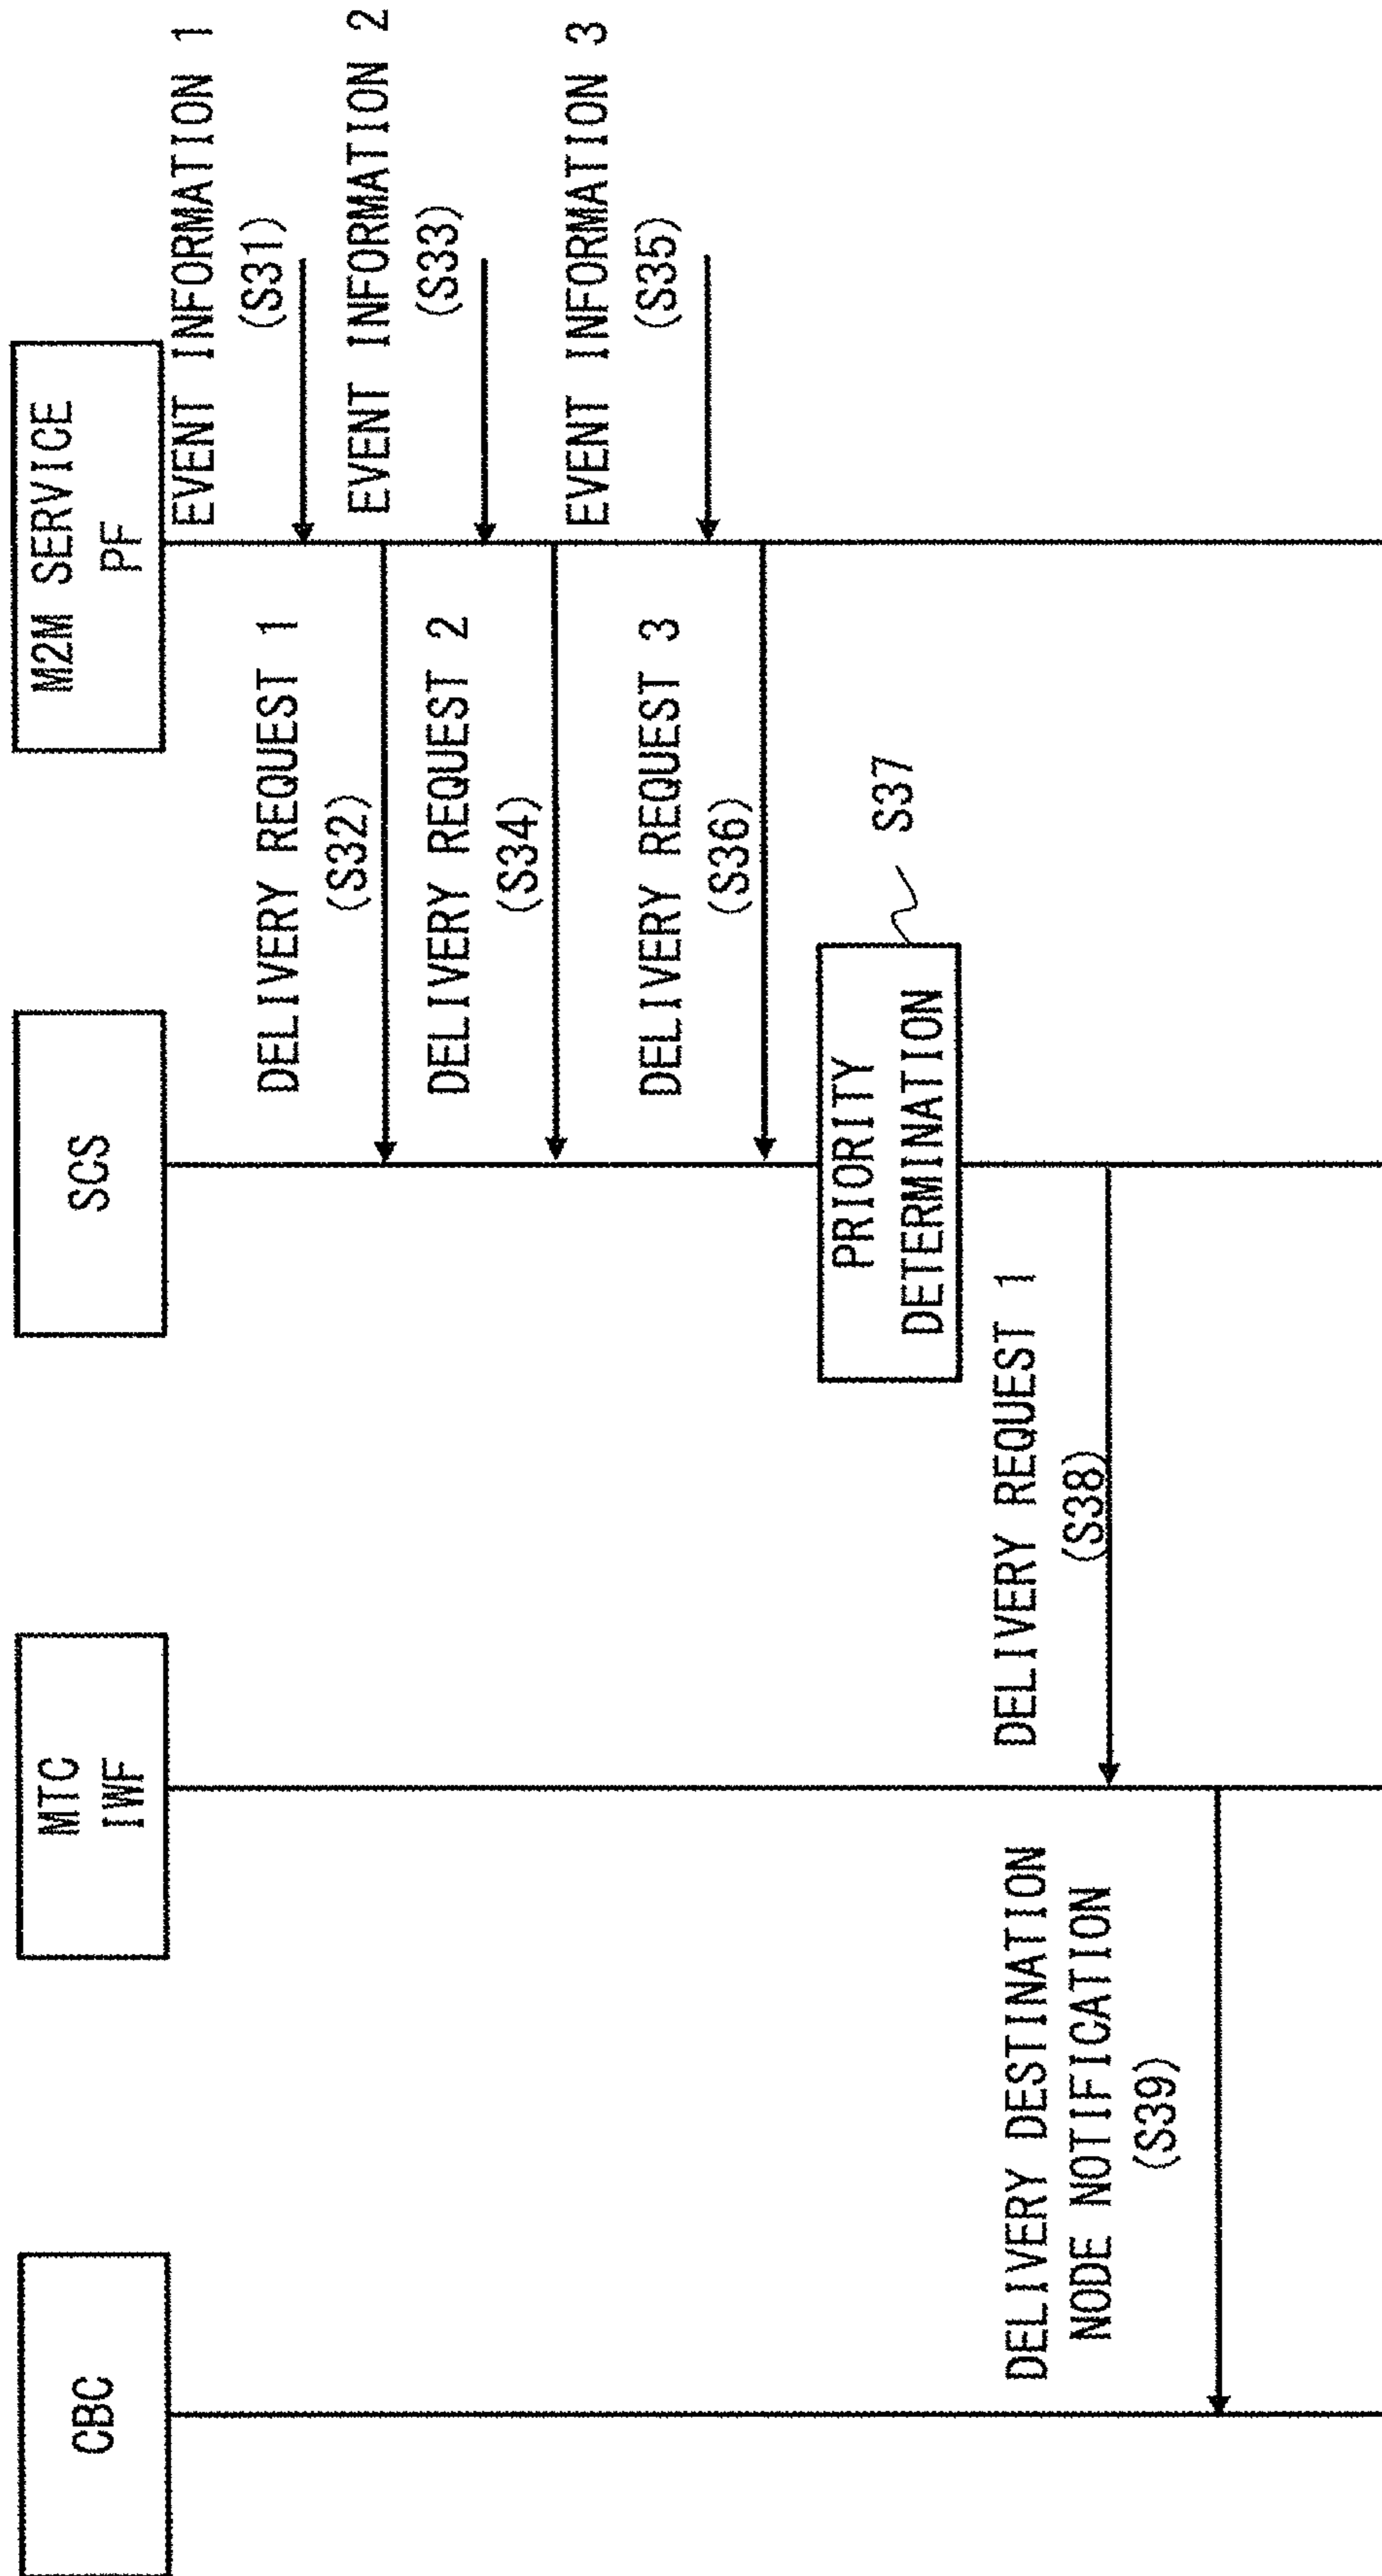 CBC
MTC
IWF
SCS
M2M SERVICE
PF
EVENT INFORMATION 1
(S31)
DELIVERY REQUEST 1
(S32)
EVENT INFORMATION 2
(S33)
DELIVERY REQUEST 2
(S34)
EVENT INFORMATION 3
(S35)
DELIVERY REQUEST 3
(S36)
PRIORITY
DETERMINATION
S37
DELIVERY REQUEST 1
(S38)
DELIVERY DESTINATION
NODE NOTIFICATION
(S39)